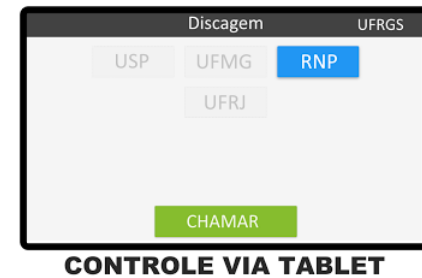 Discagem UFRGS
USP UFMG RNP
UFRJ
CHAMAR
CONTROLE VIA TABLET